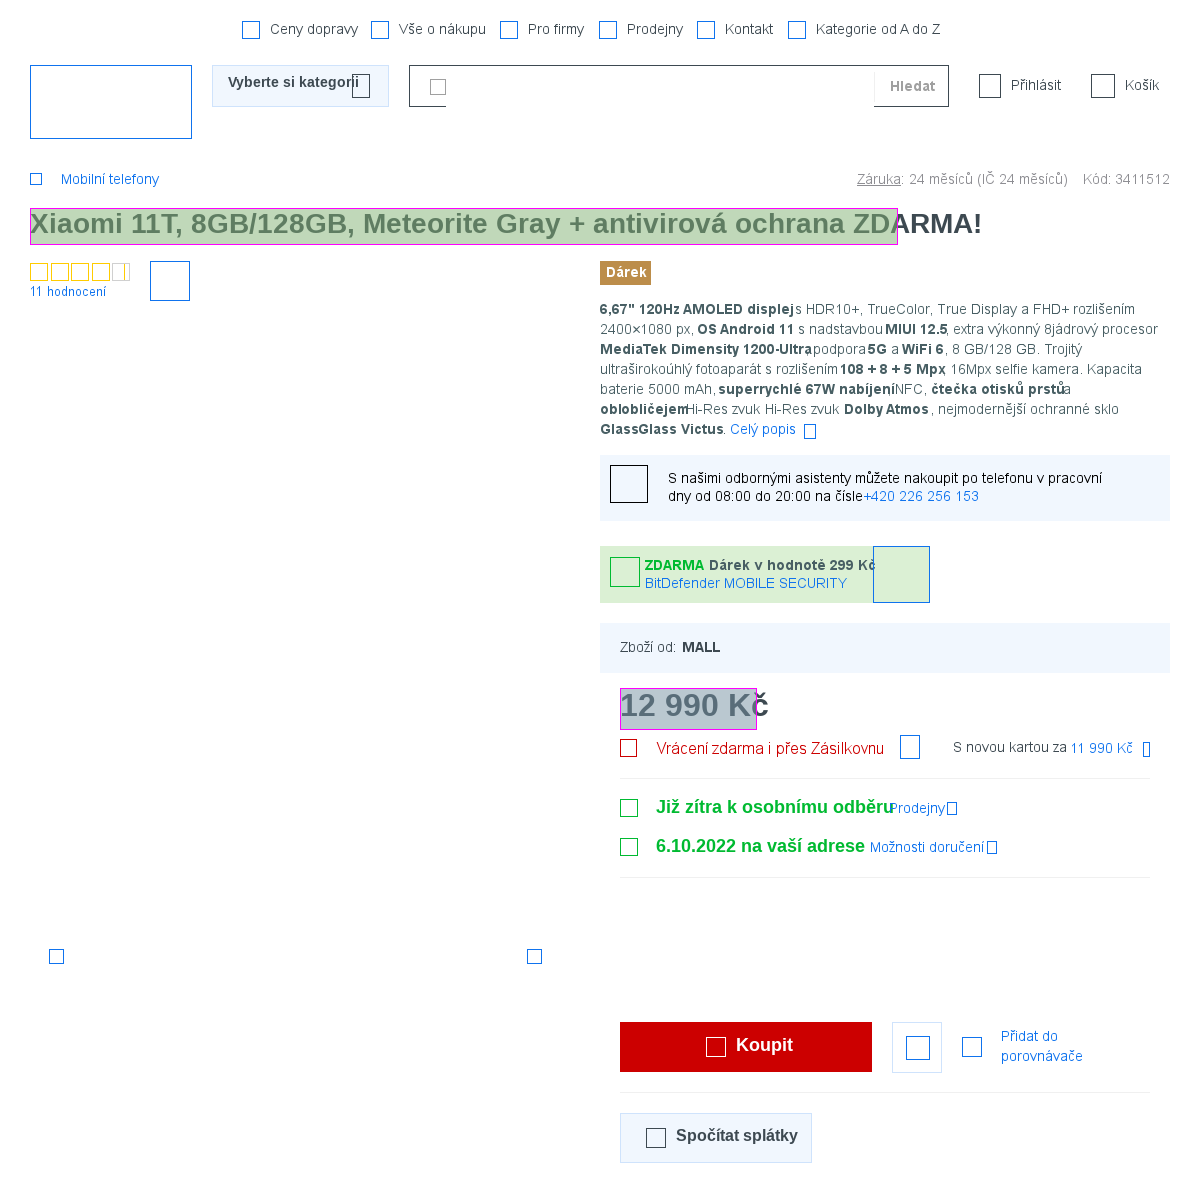 Ceny dopravy Vše o nákupu Pro firmy Prodejny Kontakt Kategorie od A do Z
Vyberte si kategorii Hledat Přihlásit Košík
Mobilní telefony Záruka: 24 měsíců (IČ 24 měsíců) Kód: 3411512
Xiaomi 11T, 8GB/128GB, Meteorite Gray + antivirová ochrana ZDARMA!
11 hodnocení
Dárek
6,67" 120Hz AMOLED displej s HDR10+, TrueColor, True Display a FHD+ rozlišením
2400×1080 px, OS Android 11 s nadstavbou MIUI 12.5, extra výkonný 8jádrový procesor
MediaTek Dimensity 1200-Ultra, podpora 5G a WiFi 6, 8 GB/128 GB. Trojitý
ultraširokoúhlý fotoaparát s rozlišením 108 + 8 + 5 Mpx, 16Mpx selfie kamera. Kapacita
baterie 5000 mAh, superrychlé 67W nabíjení, NFC, čtečka otisků prstů a
oblobličejem Hi-Res zvuk Hi-Res zvuk Dolby Atmos, nejmodernější ochranné sklo
GlassGlass Victus. Celý popis
S našimi odbornými asistenty můžete nakoupit po telefonu v pracovní
dny od 08:00 do 20:00 na čísle +420 226 256 153
ZDARMA Dárek v hodnotě 299 Kč
BitDefender MOBILE SECURITY
Zboží od: MALL
12 990 Kč
Vrácení zdarma i přes Zásilkovnu S novou kartou za 11 990 Kč
Již zítra k osobnímu odběru Prodejny
6.10.2022 na vaší adrese Možnosti doručení
Koupit
Přidat do
porovnávače
Spočítat splátky